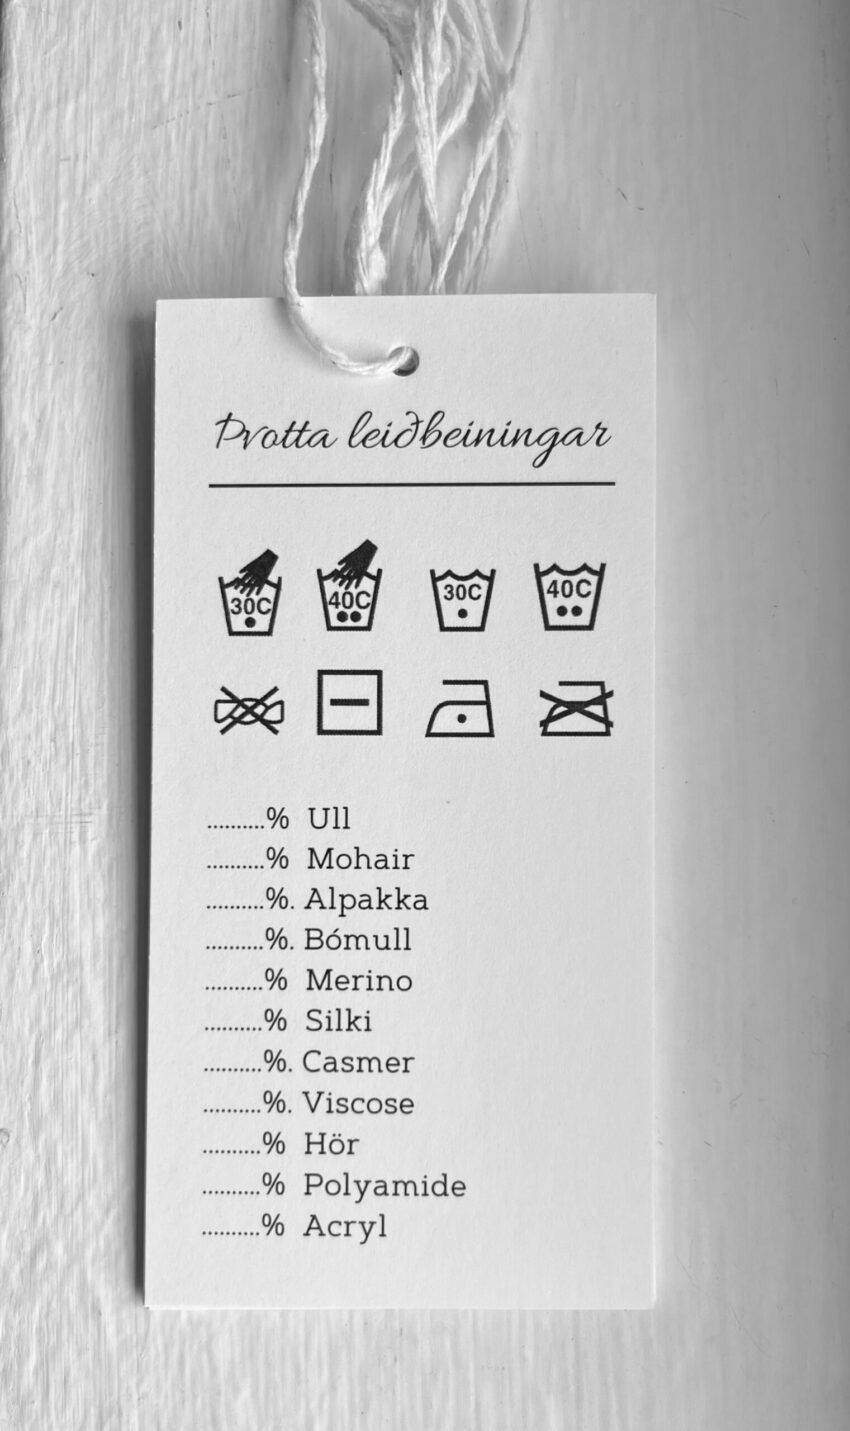 Þvotta leiðbeiningar
30C 40C 30C 40C
..........% Ull
..........% Mohair
..........%. Alpakka
..........%. Bómull
..........% Merino
..........% Silki
..........%. Casmer
..........%. Viscose
..........% Hör
..........% Polyamide
..........% Acryl